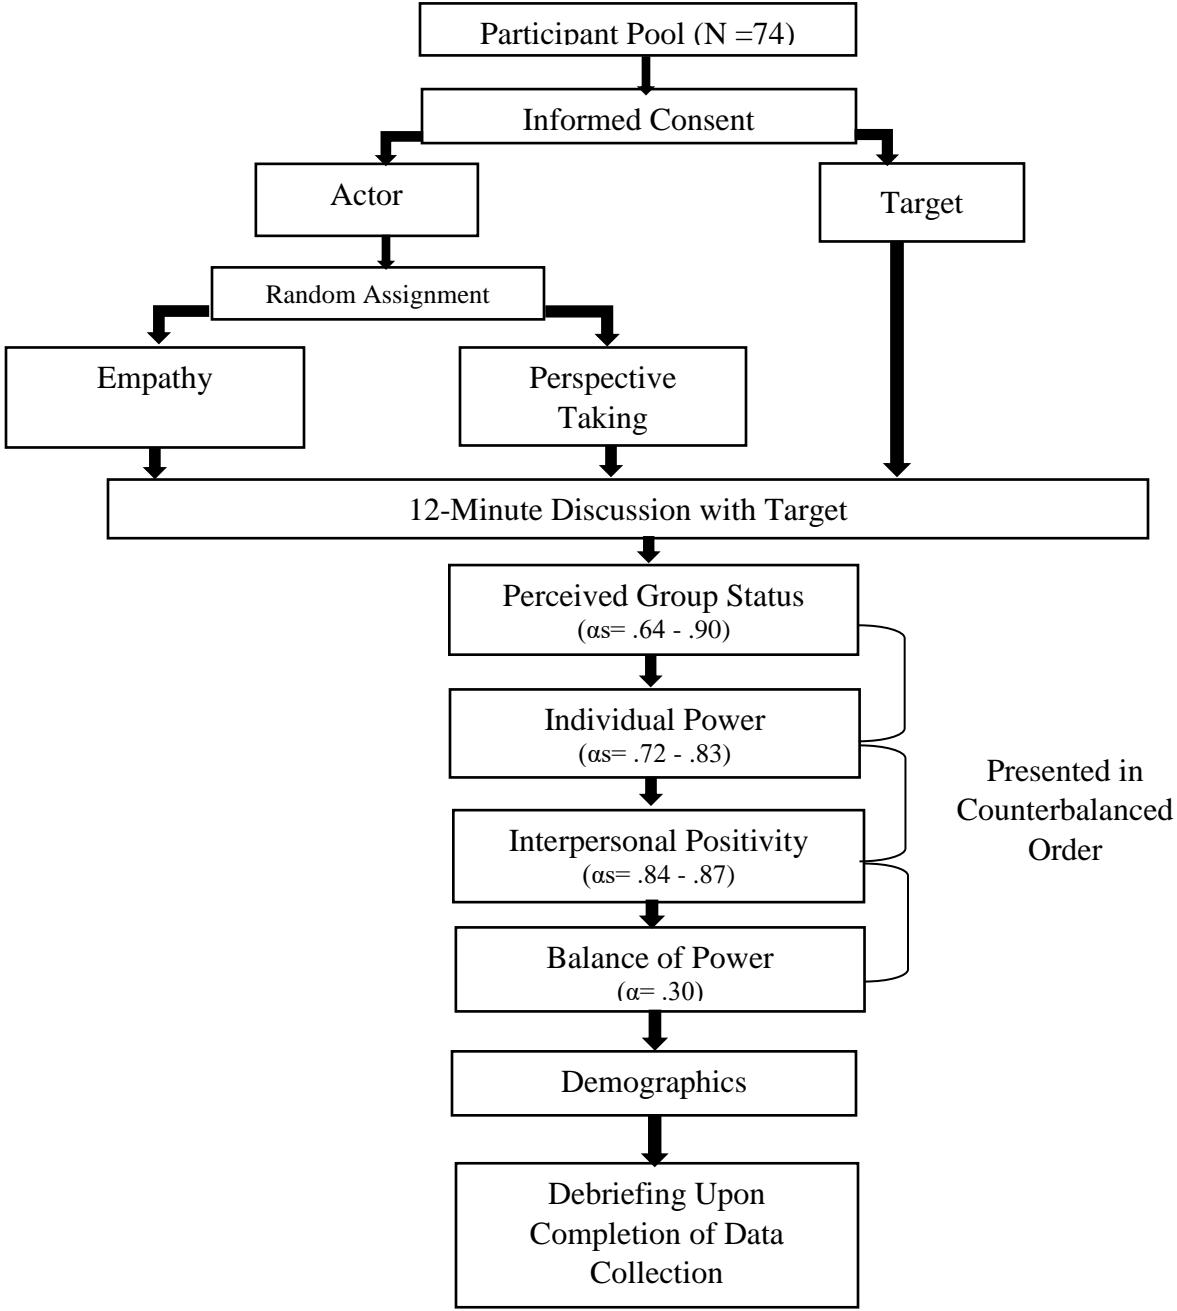 Participant Pool (N =74)
Informed Consent
Actor
Target
Random Assignment
Empathy
Perspective
Taking
12-Minute Discussion with Target
Perceived Group Status
(αs= .64 - .90)
Individual Power
(αs= .72 - .83)
Interpersonal Positivity
(αs= .84 - .87)
Balance of Power
(α= .30)
Presented in
Counterbalanced
Order
Demographics
Debriefing Upon
Completion of Data
Collection